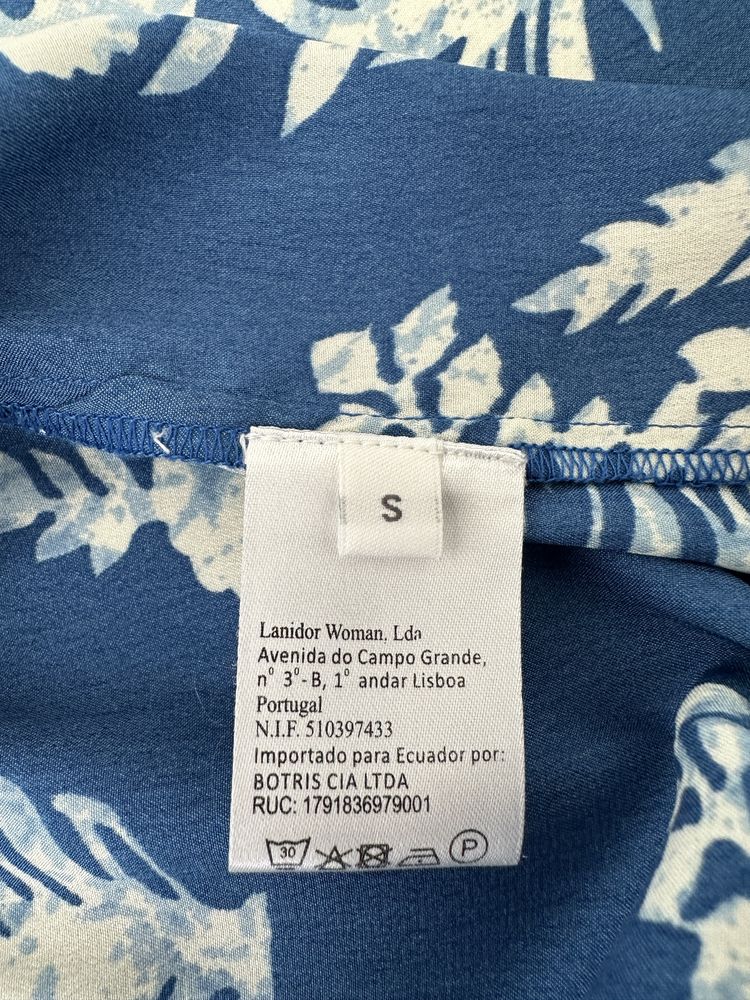 S
Lanidor Woman, Lda
Avenida do Campo Grande,
nº 3º-B, 1º andar Lisboa
Portugal
N.I.F. 510397433
Importado para Ecuador por:
BOTRIS CIA LTDA
RUC: 1791836979001
30
P